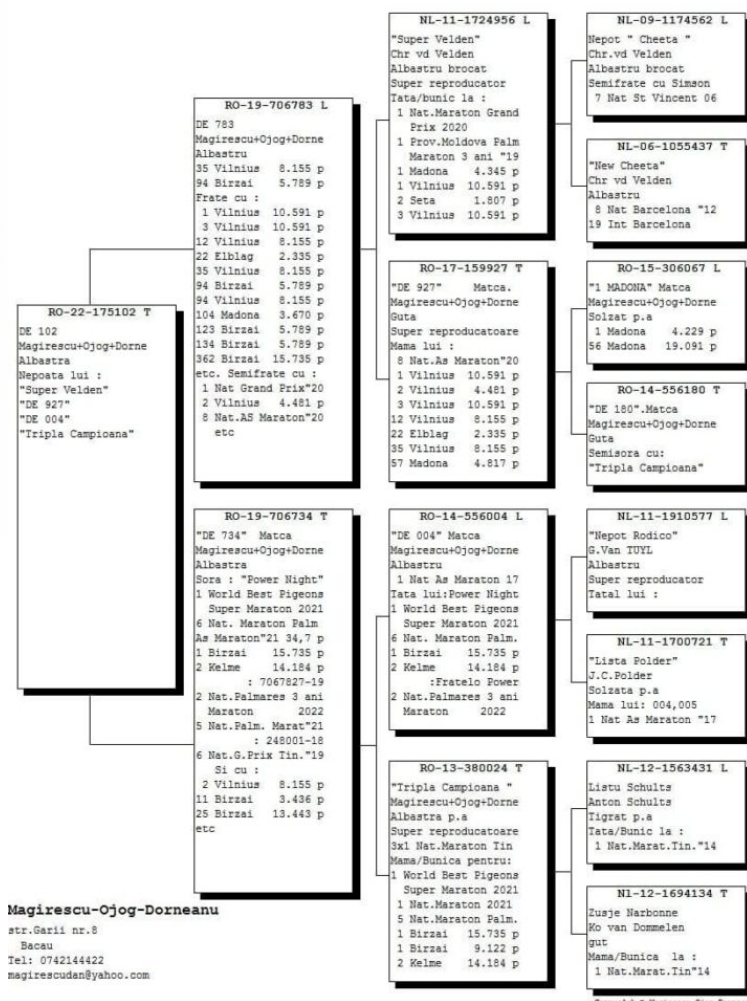 RO-22-175102 T
DE 102
Magirescu+Ojog+Dorne
Albastra
Nepoata lui :
"Super Velden"
"DE 927"
"DE 004"
"Tripla Campioana"
RO-19-706783 L
DE 783
Magirescu+Ojog+Dorne
Albastru
35 Vilnius 8.155 p
94 Birzai 5.789 p
Frate cu :
1 Vilnius 10.591 p
3 Vilnius 10.591 p
12 Vilnius 8.155 p
22 Elblag 2.335 p
35 Vilnius 8.155 p
94 Birzai 5.789 p
94 Vilnius 8.155 p
104 Madona 3.670 p
123 Birzai 5.789 p
134 Birzai 5.789 p
362 Birzai 15.735 p
etc. Semifrate cu :
1 Nat Grand Prix"20
2 Vilnius 4.481 p
8 Nat.AS Maraton"20
etc
RO-19-706734 T
"DE 734" Matca
Magirescu+Ojog+Dorne
Albastra
Sora : "Power Night"
1 World Best Pigeons
Super Maraton 2021
6 Nat. Maraton Palm
As Maraton"21 34,7 p
1 Birzai 15.735 p
2 Kelme 14.184 p
: 7067827-19
2 Nat.Palmares 3 ani
Maraton 2022
5 Nat.Palm. Marat"21
: 248001-18
6 Nat.G.Prix Tin."19
Si cu :
2 Vilnius 8.155 p
11 Birzai 3.436 p
25 Birzai 13.443 p
etc
NL-11-1724956 L
"Super Velden"
Chr vd Velden
Albastru brocat
Super reproducator
Tata/bunic la :
1 Nat.Maraton Grand
Prix 2020
1 Prov.Moldova Palm
Maraton 3 ani "19
1 Madona 4.345 p
1 Vilnius 10.591 p
2 Seta 1.807 p
3 Vilnius 10.591 p
RO-17-159927 T
"DE 927" Matca.
Magirescu+Ojog+Dorne
Guta
Super reproducatoare
Mama lui :
8 Nat.As Maraton"20
1 Vilnius 10.591 p
2 Vilnius 4.481 p
3 Vilnius 10.591 p
12 Vilnius 8.155 p
22 Elblag 2.335 p
35 Vilnius 8.155 p
57 Madona 4.817 p
RO-14-556004 L
"DE 004" Matca
Magirescu+Ojog+Dorne
Albastru
1 Nat As Maraton 17
Tata lui:Power Night
1 World Best Pigeons
Super Maraton 2021
6 Nat. Maraton Palm.
1 Birzai 15.735 p
2 Kelme 14.184 p
:Fratelo Power
2 Nat.Palmares 3 ani
Maraton 2022
RO-13-380024 T
"Tripla Campioana "
Magirescu+Ojog+Dorne
Albastra p.a
Super reproducatoare
3x1 Nat.Maraton Tin
Mama/Bunica pentru:
1 World Best Pigeons
Super Maraton 2021
1 Nat.Maraton 2021
5 Nat.Maraton Palm.
1 Birzai 15.735 p
1 Birzai 9.122 p
2 Kelme 14.184 p
NL-09-1174562 L
Nepot " Cheeta "
Chr.vd Velden
Albastru brocat
Semifrate cu Simson
7 Nat St Vincent 06
NL-06-1055437 T
"New Cheeta"
Chr vd Velden
Albastru
8 Nat Barcelona "12
19 Int Barcelona
RO-15-306067 L
"1 MADONA" Matca
Magirescu+Ojog+Dorne
Solzat p.a
1 Madona 4.229 p
56 Madona 19.091 p
RO-14-556180 T
"DE 180".Matca
Magirescu+Ojog+Dorne
Guta
Semisora cu:
"Tripla Campioana"
NL-11-1910577 L
"Nepot Rodico"
G.Van TUYL
Albastru
Super reproducator
Tatal lui :
NL-11-1700721 T
"Lista Polder"
J.C.Polder
Solzata p.a
Mama lui: 004,005
1 Nat As Maraton "17
NL-12-1563431 L
Listu Schults
Anton Schults
Tigrat p.a
Tata/Bunic la :
1 Nat.Marat.Tin."14
Nl-12-1694134 T
Zusje Narbonne
Ko van Dommelen
gut
Mama/Bunica la :
1 Nat.Marat.Tin"14
Magirescu-Ojog-Dorneanu
str.Garii nr.8
Bacau
Tel: 0742144422
magirescudan@yahoo.com